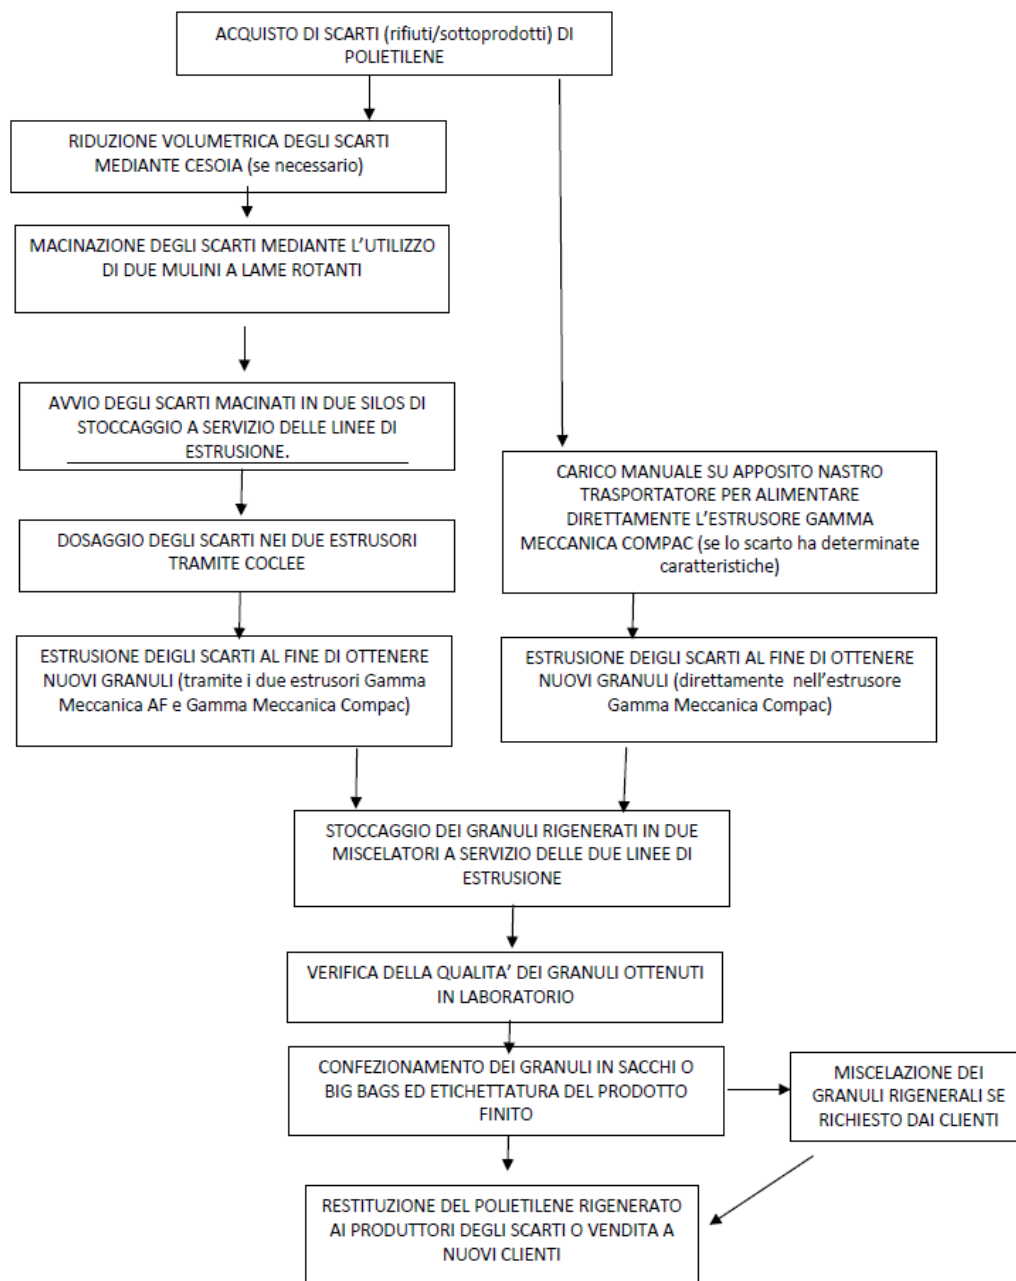 ACQUISTO DI SCARTI (rifiuti/sottoprodotti) DI
POLIETILENE
RIDUZIONE VOLUMETRICA DEGLI SCARTI
MEDIANTE CESOIA (se necessario)
MACINAZIONE DEGLI SCARTI MEDIANTE L’UTILIZZO
DI DUE MULINI A LAME ROTANTI
AVVIO DEGLI SCARTI MACINATI IN DUE SILOS DI
STOCCAGGIO A SERVIZIO DELLE LINEE DI
ESTRUSIONE.
DOSAGGIO DEGLI SCARTI NEI DUE ESTRUSORI
TRAMITE COCLEE
ESTRUSIONE DEIGLI SCARTI AL FINE DI OTTENERE
NUOVI GRANULI (tramite i due estrusori Gamma
Meccanica AF e Gamma Meccanica Compac)
CARICO MANUALE SU APPOSITO NASTRO
TRASPORTATORE PER ALIMENTARE
DIRETTAMENTE L’ESTRUSORE GAMMA
MECCANICA COMPAC (se lo scarto ha determinate
caratteristiche)
ESTRUSIONE DEIGLI SCARTI AL FINE DI OTTENERE
NUOVI GRANULI (direttamente nell’estrusore
Gamma Meccanica Compac)
STOCCAGGIO DEI GRANULI RIGENERATI IN DUE
MISCELATORI A SERVIZIO DELLE DUE LINEE DI
ESTRUSIONE
VERIFICA DELLA QUALITA’ DEI GRANULI OTTENUTI
IN LABORATORIO
CONFEZIONAMENTO DEI GRANULI IN SACCHI O
BIG BAGS ED ETICHETTATURA DEL PRODOTTO
FINITO
MISCELAZIONE DEI
GRANULI RIGENERALI SE
RICHIESTO DAI CLIENTI
RESTITUZIONE DEL POLIETILENE RIGENERATO
AI PRODUTTORI DEGLI SCARTI O VENDITA A
NUOVI CLIENTI